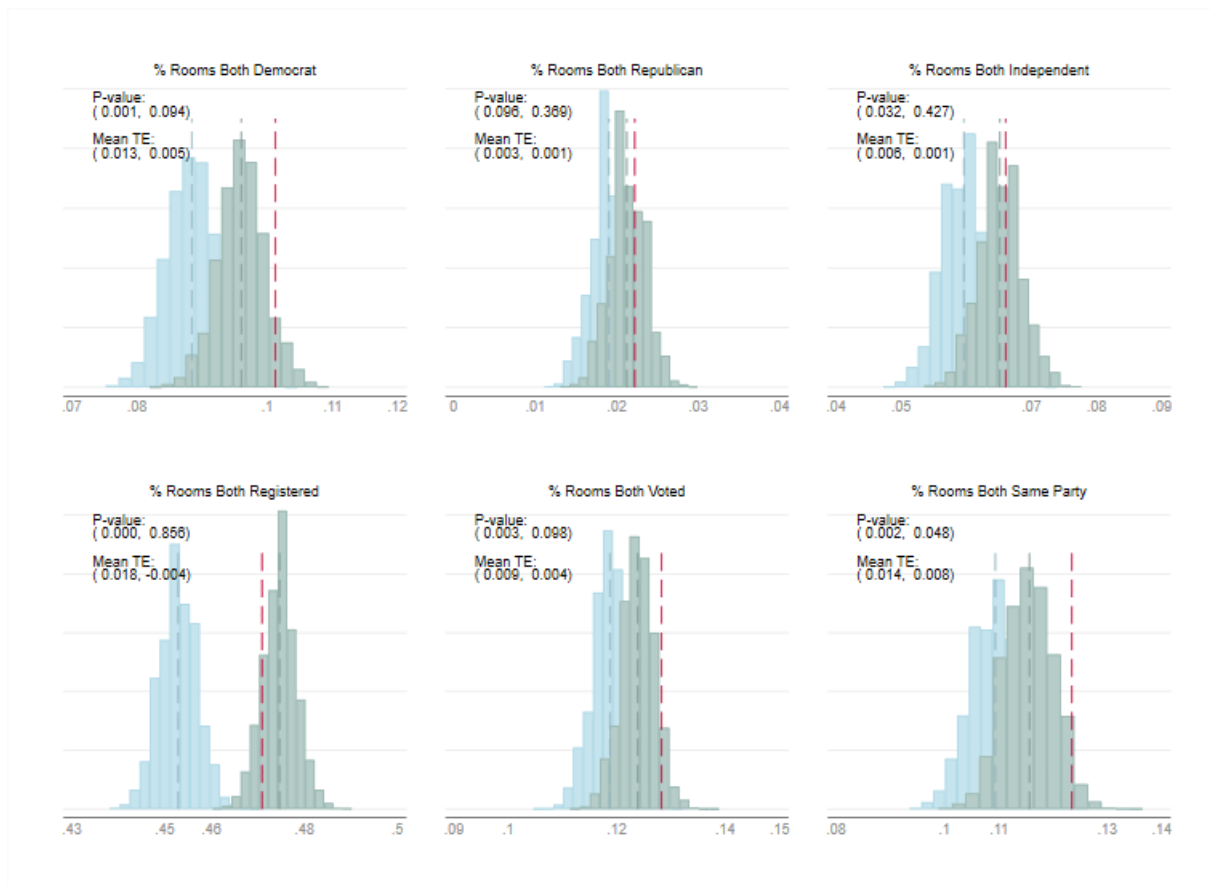 % Rooms Both Democrat
P-value:
( 0.001, 0.094)
Mean TE:
( 0.013, 0.005)
.07 .08 .1 .11 .12
% Rooms Both Republican
P-value:
( 0.096, 0.369)
Mean TE:
( 0.003, 0.001)
0 .01 .02 .03 .04
% Rooms Both Independent
P-value:
( 0.032, 0.427)
Mean TE:
( 0.006, 0.001)
.04 .05 .07 .08 .09
% Rooms Both Registered
P-value:
( 0.000, 0.856)
Mean TE:
( 0.018, -0.004)
.43 .45 .46 .48 .5
% Rooms Both Voted
P-value:
( 0.003, 0.098)
Mean TE:
( 0.009, 0.004)
.09 .1 .12 .14 .15
% Rooms Both Same Party
P-value:
( 0.002, 0.048)
Mean TE:
( 0.014, 0.008)
.08 .1 .11 .13 .14